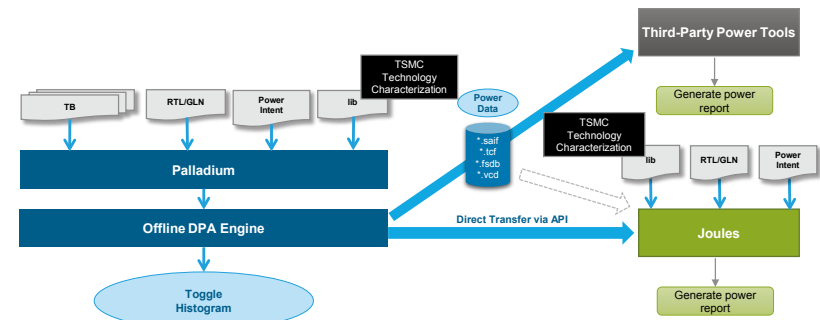 Third-Party Power Tools
TSMC
Technology
Characterization
TB
RTL/GLN
Power
Intent
lib
Power
Data
Generate power
report
*.saif
*.tcf
*.fsdb
*.vcd
TSMC
Technology
Characterization
lib
RTL/GLN
Power
Intent
Palladium
Offline DPA Engine
Direct Transfer via API
Joules
Toggle
Histogram
Generate power
report